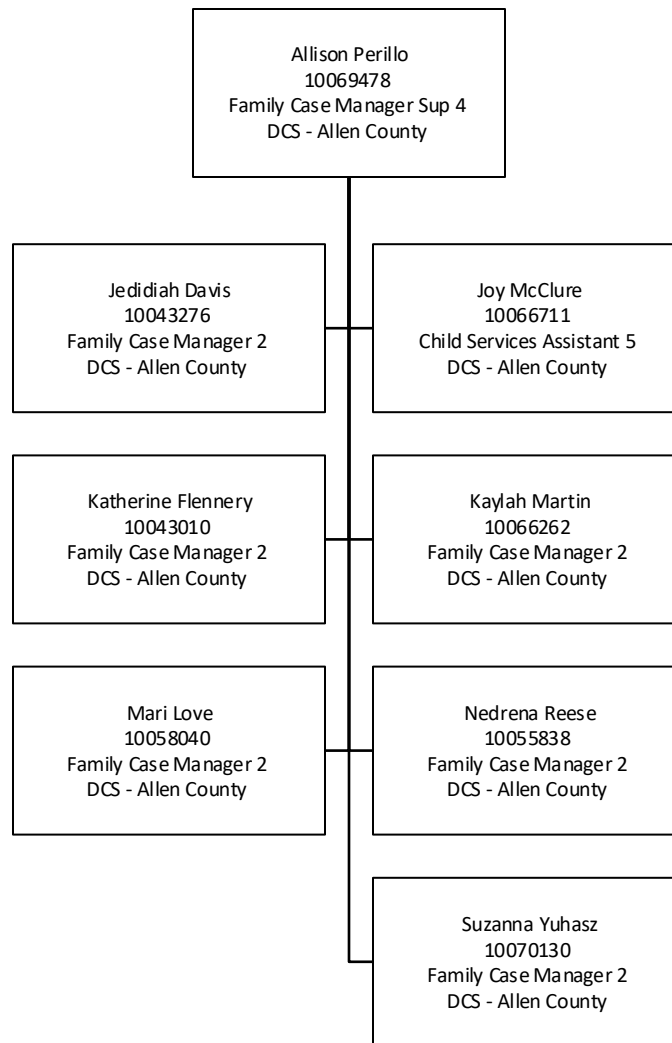 Allison Perillo
10069478
Family Case Manager Sup 4
DCS - Allen County
Jedidiah Davis
10043276
Family Case Manager 2
DCS - Allen County
Joy McClure
10066711
Child Services Assistant 5
DCS - Allen County
Katherine Flennery
10043010
Family Case Manager 2
DCS - Allen County
Kaylah Martin
10066262
Family Case Manager 2
DCS - Allen County
Mari Love
10058040
Family Case Manager 2
DCS - Allen County
Nedrena Reese
10055838
Family Case Manager 2
DCS - Allen County
Suzanna Yuhasz
10070130
Family Case Manager 2
DCS - Allen County